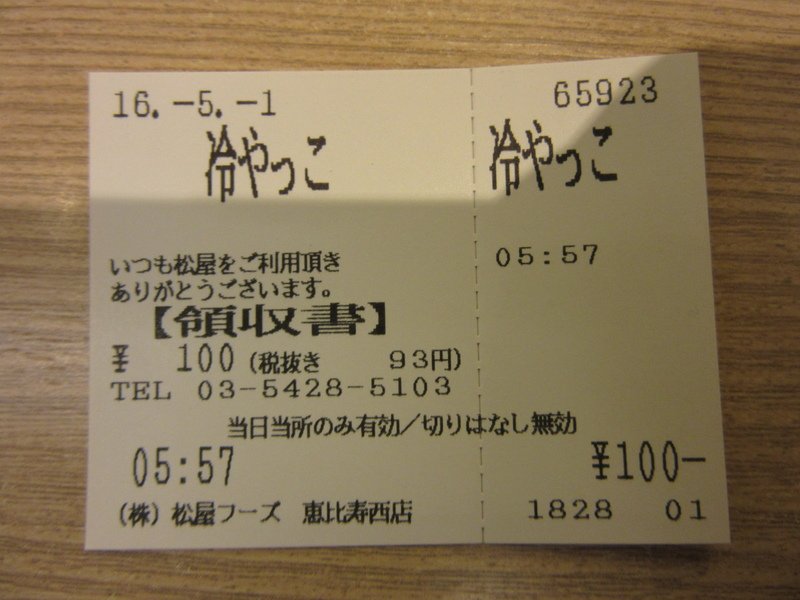 16.-5.-1 65923
冷やっこ 冷やっこ
いつも松屋をご利用頂き 05:57
ありがとうございます。
【領収書】
¥ 100 (税抜き 93円)
TEL 03-5428-5103
当日当所のみ有効/切りはなし無効
05:57 ¥100-
(株) 松屋フーズ 恵比寿西店 1828 01